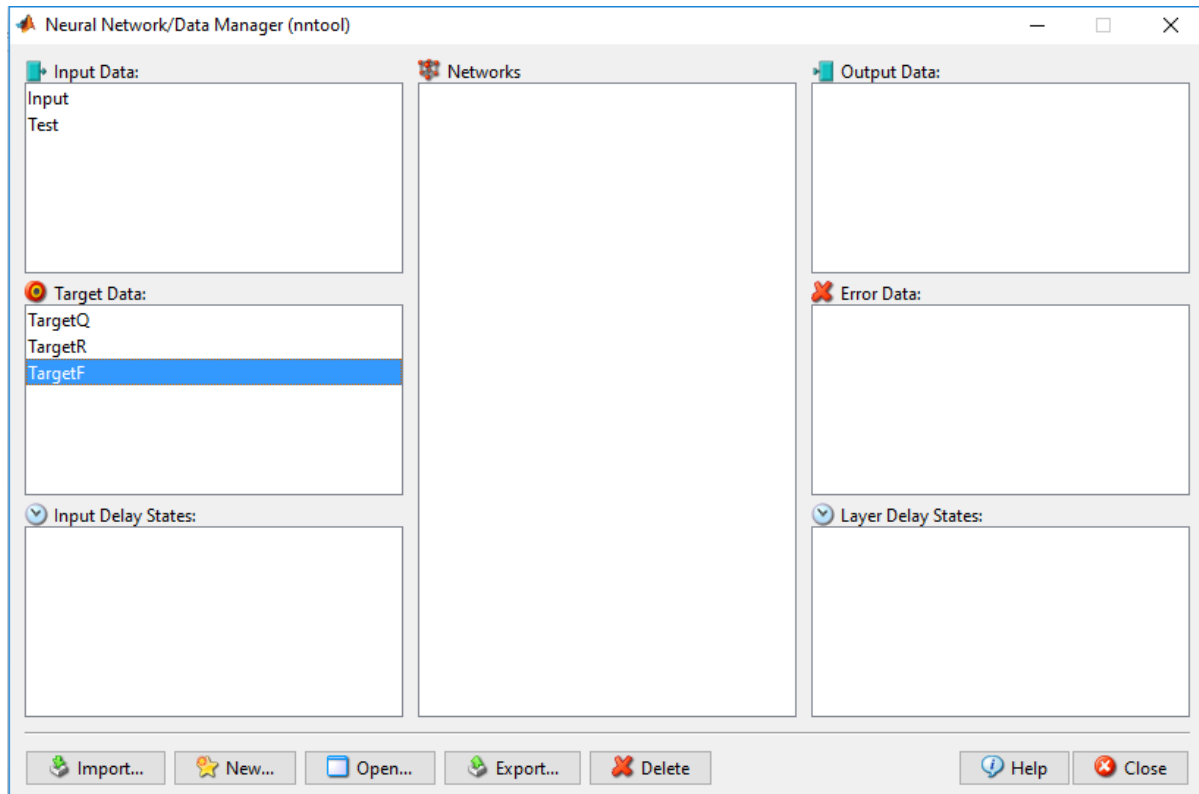 Neural Network/Data Manager (nntool)
Input Data:
Input
Test
Networks
Output Data:
Target Data:
TargetQ
TargetR
TargetF
Error Data:
Input Delay States:
Layer Delay States:
Import...
New...
Open...
Export...
Delete
Help
Close